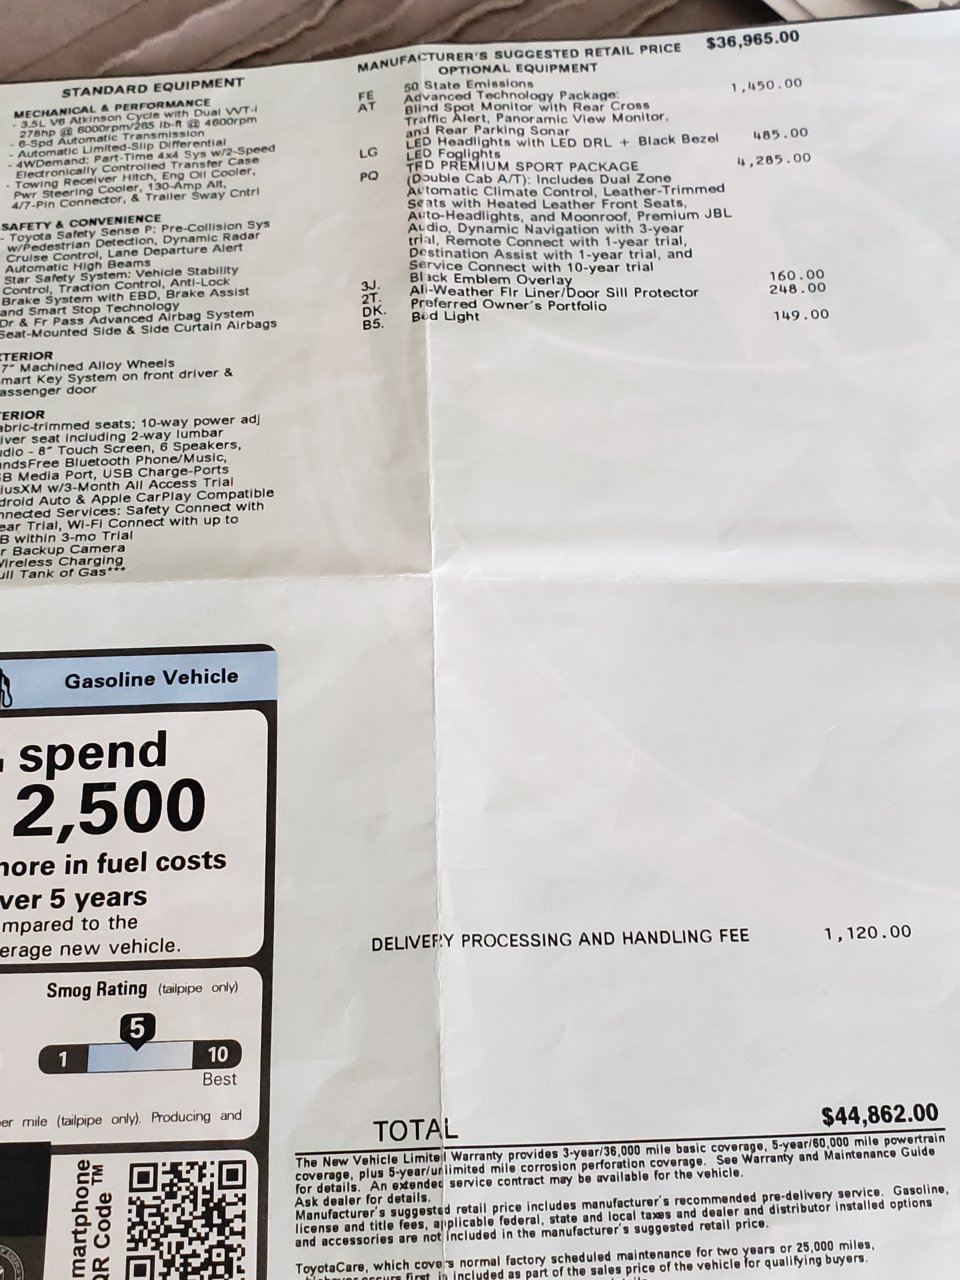 MANUFACTURER'S SUGGESTED RETAIL PRICE $36,965.00
OPTIONAL EQUIPMENT
FE 50 State Emissions
AT Advanced Technology Package: 1,450.00
Blind Spot Monitor with Rear Cross
Traffic Alert, Panoramic View Monitor,
and Rear Parking Sonar
LG LED Headlights with LED DRL + Black Bezel 485.00
LED Foglights
PQ TRD PREMIUM SPORT PACKAGE 4,285.00
(Double Cab A/T): Includes Dual Zone
Automatic Climate Control, Leather-Trimmed
Seats with Heated Leather Front Seats,
Auto-Headlights, and Moonroof, Premium JBL
Audio, Dynamic Navigation with 3-year
trial, Remote Connect with 1-year trial,
Destination Assist with 1-year trial, and
Service Connect with 10-year trial
3J. Black Emblem Overlay 160.00
2T. All-Weather Flr Liner/Door Sill Protector 248.00
DK. Preferred Owner's Portfolio
B5. Bed Light 149.00
DELIVERY PROCESSING AND HANDLING FEE 1,120.00
TOTAL $44,862.00
The New Vehicle Limited Warranty provides 3-year/36,000 mile basic coverage, 5-year/60,000 mile powertrain
coverage, plus 5-year/unlimited mile corrosion perforation coverage. See Warranty and Maintenance Guide
for details. An extended service contract may be available for the vehicle.
Ask dealer for details.
Manufacturer's suggested retail price includes manufacturer's recommended pre-delivery service. Gasoline,
license and title fees, applicable federal, state and local taxes and dealer and distributor installed options
and accessories are not included in the manufacturer's suggested retail price.
ToyotaCare, which covers normal factory scheduled maintenance for two years or 25,000 miles,
occurs first, is included as part of the sales price of the vehicle for qualifying buyers.
STANDARD EQUIPMENT
MECHANICAL & PERFORMANCE
- 3.5L V6 Atkinson Cycle with Dual VVT-i
278hp @ 6000rpm/265 lb-ft @ 4600rpm
- 6-Spd Automatic Transmission
- Automatic Limited-Slip Differential
- 4WDemand: Part-Time 4x4 Sys w/2-Speed
Electronically Controlled Transfer Case
- Towing Receiver Hitch, Eng Oil Cooler,
Pwr Steering Cooler, 130-Amp Alt,
4/7-Pin Connector, & Trailer Sway Cntrl
SAFETY & CONVENIENCE
- Toyota Safety Sense P: Pre-Collision Sys
w/Pedestrian Detection, Dynamic Radar
Cruise Control, Lane Departure Alert
Automatic High Beams
Star Safety System: Vehicle Stability
Control, Traction Control, Anti-Lock
Brake System with EBD, Brake Assist
and Smart Stop Technology
Dr & Fr Pass Advanced Airbag System
Seat-Mounted Side & Side Curtain Airbags
TERIOR
7" Machined Alloy Wheels
mart Key System on front driver &
assenger door
ERIOR
abric-trimmed seats; 10-way power adj
iver seat including 2-way lumbar
udio - 8" Touch Screen, 6 Speakers,
ndsFree Bluetooth Phone/Music,
B Media Port, USB Charge-Ports
iusXM w/3-Month All Access Trial
droid Auto & Apple CarPlay Compatible
nnected Services: Safety Connect with
ear Trial, Wi-Fi Connect with up to
B within 3-mo Trial
r Backup Camera
Wireless Charging
ull Tank of Gas***
Gasoline Vehicle
spend
2,500
more in fuel costs
ver 5 years
mpared to the
erage new vehicle.
Smog Rating (tailpipe only)
5
1 10
Best
er mile (tailpipe only). Producing and
martphone
QR Code™